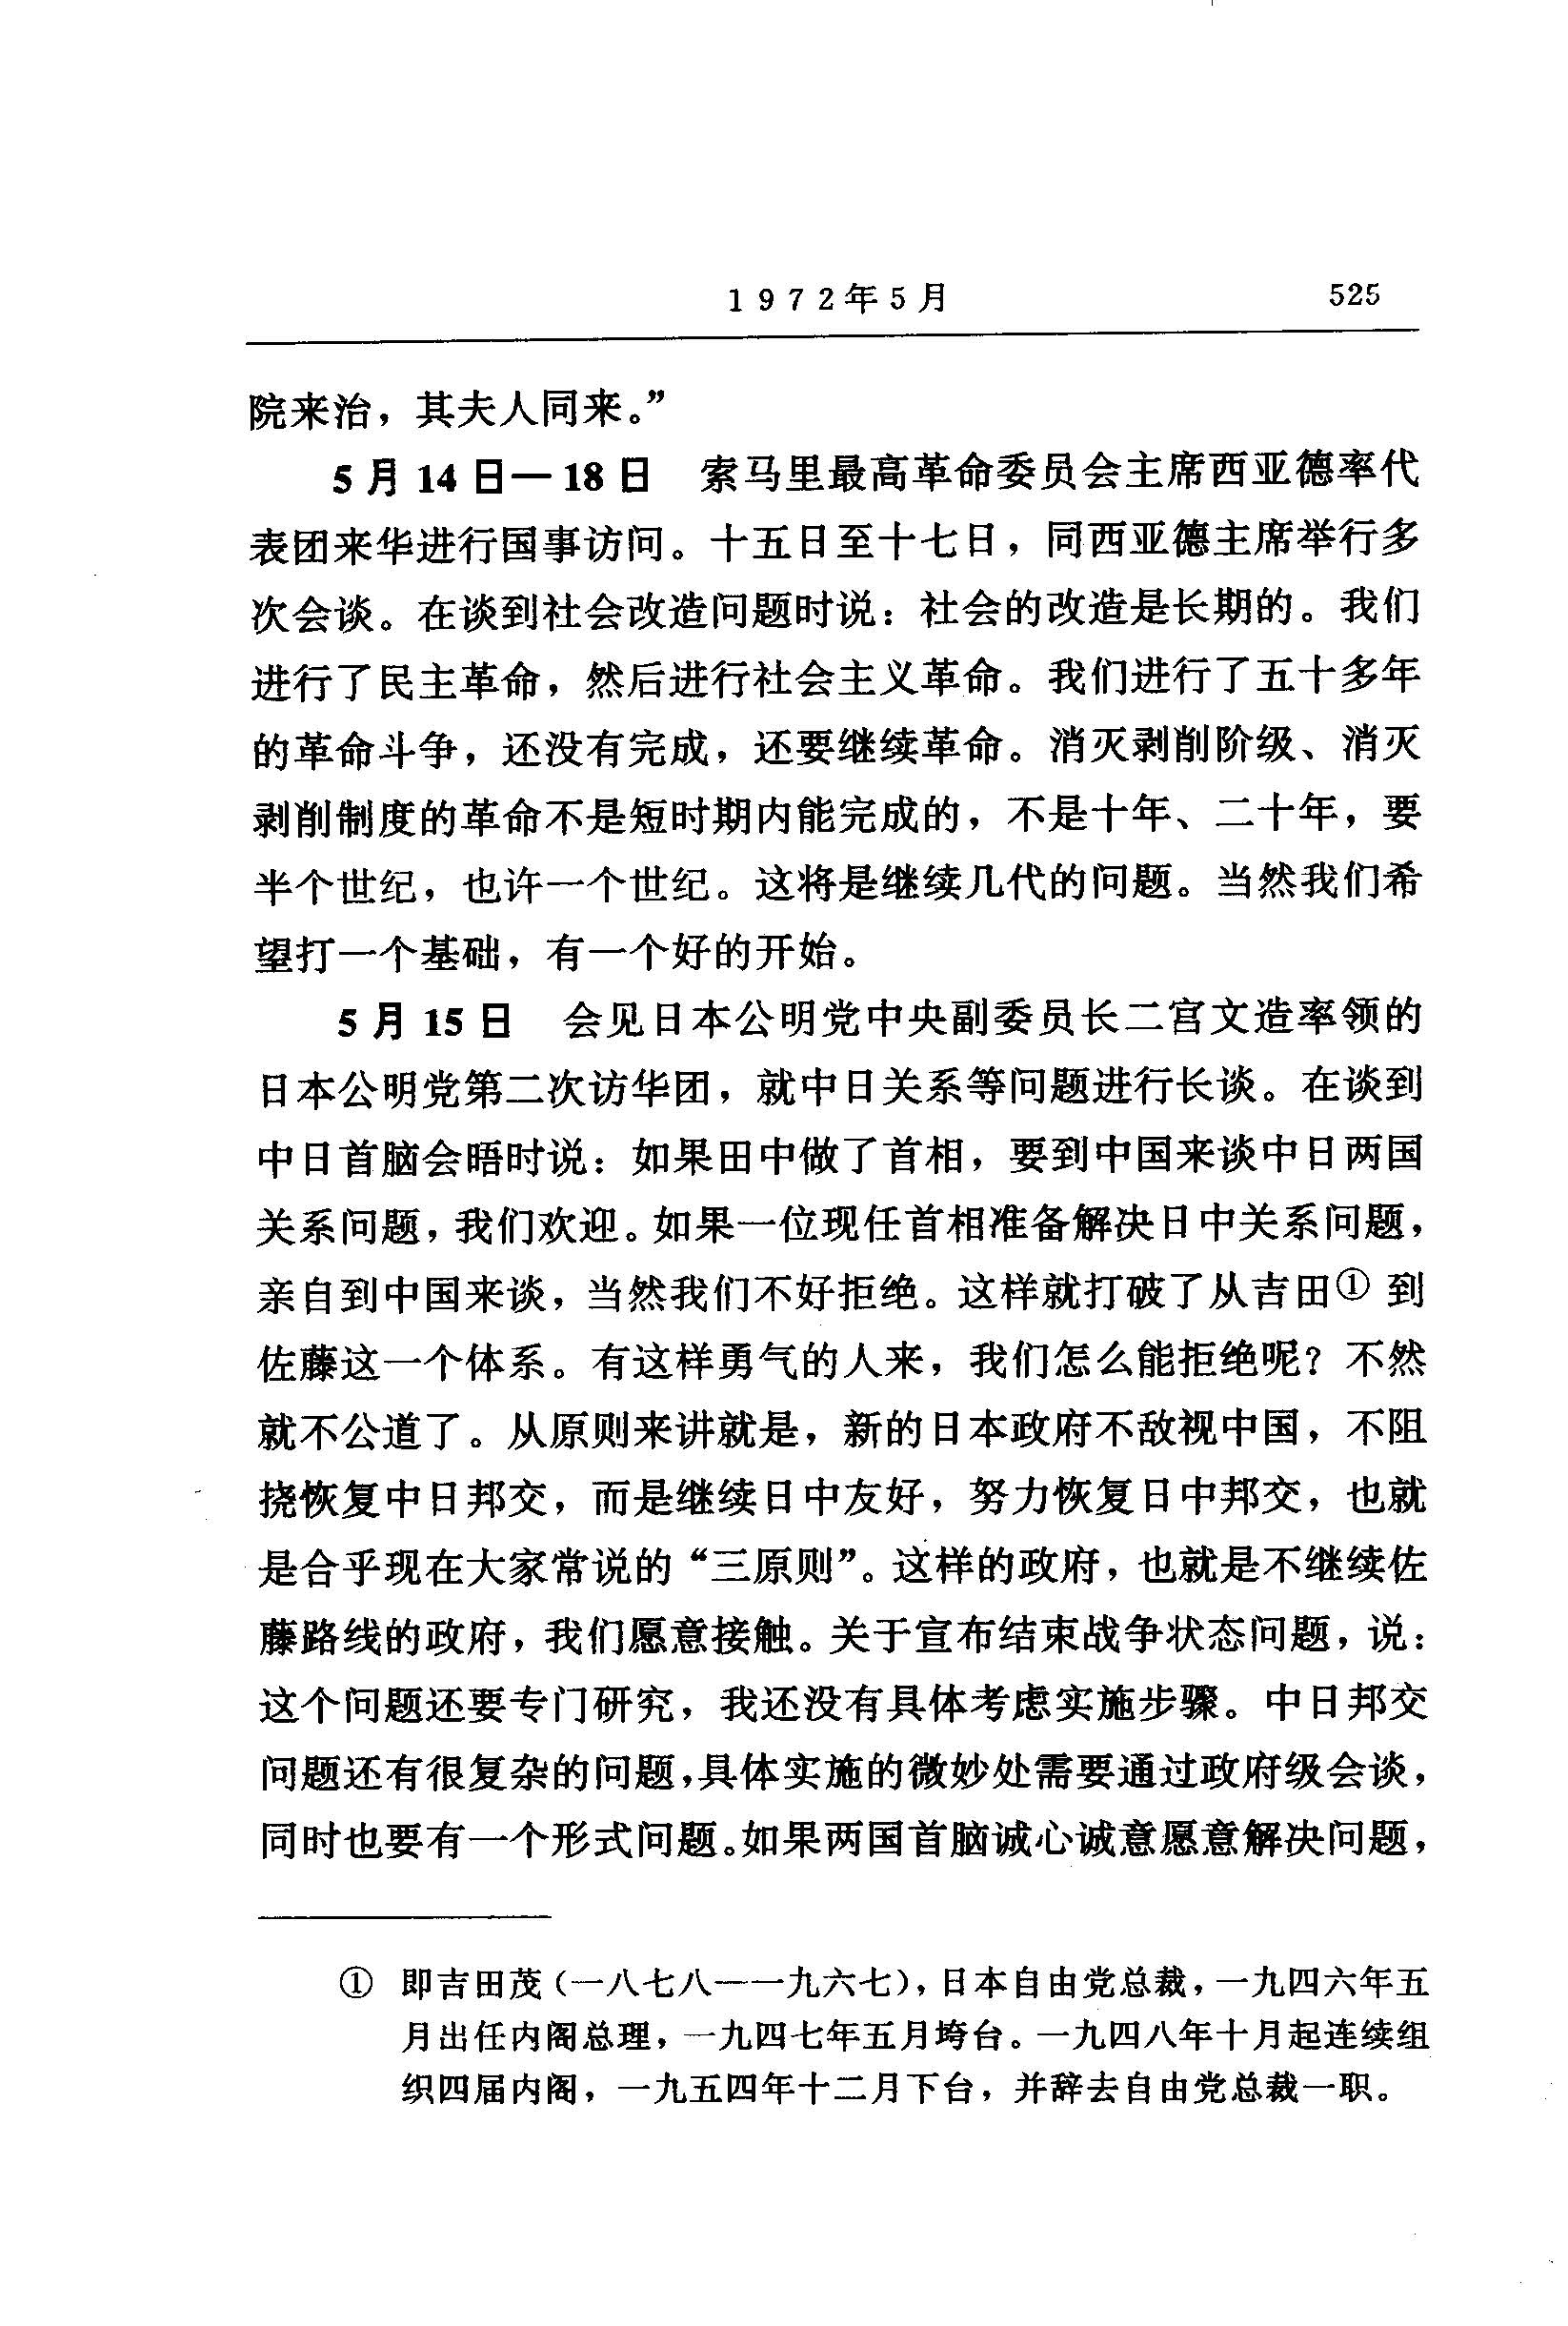 1972年5月 525
院来治，其夫人同来。”
5月14日—18日 索马里最高革命委员会主席西亚德率代
表团来华进行国事访问。十五日至十七日，同西亚德主席举行多
次会谈。在谈到社会改造问题时说：社会的改造是长期的。我们
进行了民主革命，然后进行社会主义革命。我们进行了五十多年
的革命斗争，还没有完成，还要继续革命。消灭剥削阶级、消灭
剥削制度的革命不是短时期内能完成的，不是十年、二十年，要
半个世纪，也许一个世纪。这将是继续几代的问题。当然我们希
望打一个基础，有一个好的开始。
5月15日 会见日本公明党中央副委员长二宫文造率领的
日本公明党第二次访华团，就中日关系等问题进行长谈。在谈到
中日首脑会晤时说：如果田中做了首相，要到中国来谈中日两国
关系问题，我们欢迎。如果一位现任首相准备解决日中关系问题，
亲自到中国来谈，当然我们不好拒绝。这样就打破了从吉田①到
佐藤这一个体系。有这样勇气的人来，我们怎么能拒绝呢？不然
就不公道了。从原则来讲就是，新的日本政府不敌视中国，不阻
挠恢复中日邦交，而是继续日中友好，努力恢复日中邦交，也就
是合乎现在大家常说的“三原则”。这样的政府，也就是不继续佐
藤路线的政府，我们愿意接触。关于宣布结束战争状态问题，说：
这个问题还要专门研究，我还没有具体考虑实施步骤。中日邦交
问题还有很复杂的问题，具体实施的微妙处需要通过政府级会谈，
同时也要有一个形式问题。如果两国首脑诚心诚意愿意解决问题，
① 即吉田茂（一八七八——一九六七），日本自由党总裁，一九四六年五
月出任内阁总理，一九四七年五月垮台。一九四八年十月起连续组
织四届内阁，一九五四年十二月下台，并辞去自由党总裁一职。